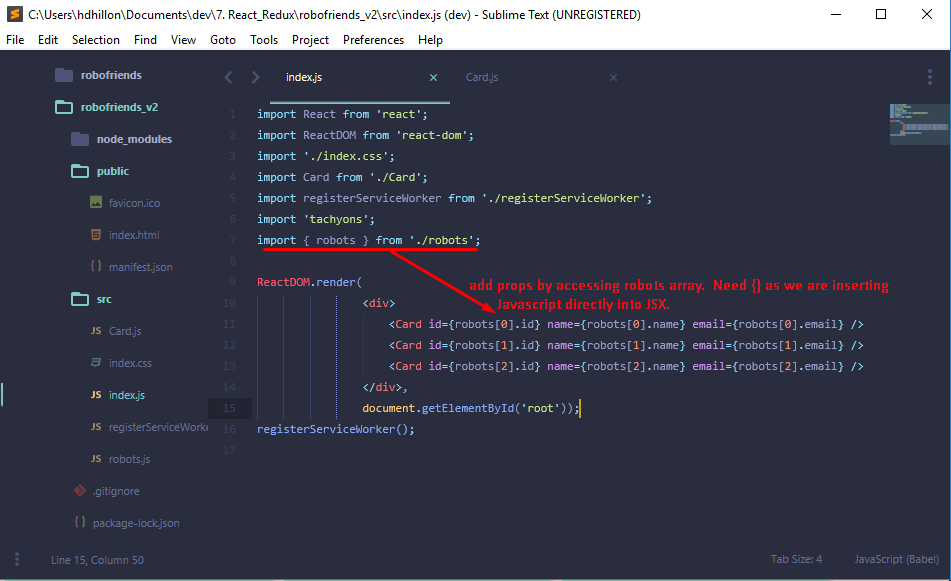 C:\Users\hdhillon\Documents\dev\7. React_Redux\robofriends_v2\src\index.js (dev) - Sublime Text (UNREGISTERED)
File Edit Selection Find View Goto Tools Project Preferences Help
robofriends
robofriends_v2
node_modules
public
favicon.ico
index.html
manifest.json
src
Card.js
index.css
index.js
registerServiceWorke
robots.js
.gitignore
package-lock.json
index.js Card.js
1 import React from 'react';
2 import ReactDOM from 'react-dom';
3 import './index.css';
4 import Card from './Card';
5 import registerServiceWorker from './registerServiceWorker';
6 import 'tachyons';
7 import { robots } from './robots';
8
9 ReactDOM.render(
add props by accessing robots array. Need {} as we are inserting
Javascript directly into JSX.
10 <div>
11 <Card id={robots[0].id} name={robots[0].name} email={robots[0].email} />
12 <Card id={robots[1].id} name={robots[1].name} email={robots[1].email} />
13 <Card id={robots[2].id} name={robots[2].name} email={robots[2].email} />
14 </div>,
15 document.getElementById('root'));
16 registerServiceWorker();
17
Line 15, Column 50 Tab Size: 4 JavaScript (Babel)